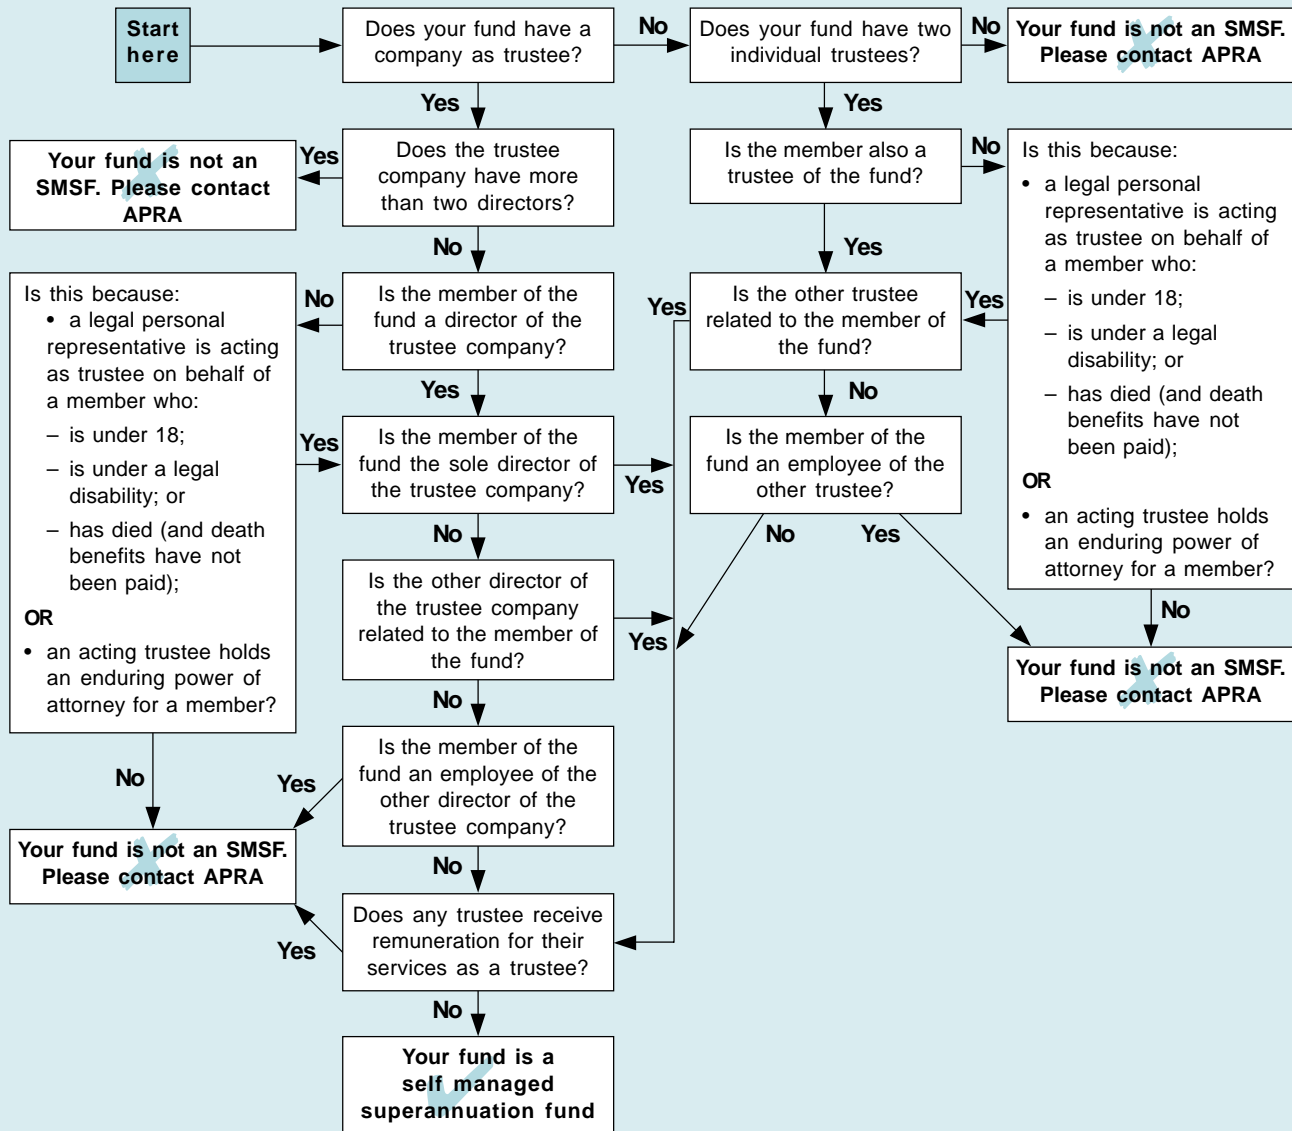 Start
here
Does your fund have a
company as trustee?
No
Does your fund have two
individual trustees?
No
Your fund is not an SMSF.
Please contact APRA
Yes
Yes
Your fund is not an
SMSF. Please contact
APRA
Yes
Does the trustee
company have more
than two directors?
Is the member also a
trustee of the fund?
No
Is this because:
• a legal personal
representative is acting
as trustee on behalf of
a member who:
– is under 18;
– is under a legal
disability; or
– has died (and death
benefits have not
been paid);
OR
• an acting trustee holds
an enduring power of
attorney for a member?
No
Yes
Is this because:
• a legal personal
representative is acting
as trustee on behalf of
a member who:
– is under 18;
– is under a legal
disability; or
– has died (and death
benefits have not
been paid);
OR
• an acting trustee holds
an enduring power of
attorney for a member?
No
Is the member of the
fund a director of the
trustee company?
Yes
Is the other trustee
related to the member of
the fund?
Yes
Yes
No
Yes
Is the member of the
fund the sole director of
the trustee company?
Yes
Is the member of the
fund an employee of the
other trustee?
No
No
Yes
Is the other director of
the trustee company
related to the member of
the fund?
Yes
No
Your fund is not an SMSF.
Please contact APRA
No
No
Yes
Is the member of the
fund an employee of the
other director of the
trustee company?
Your fund is not an SMSF.
Please contact APRA
No
Yes
Does any trustee receive
remuneration for their
services as a trustee?
No
Your fund is a
self managed
superannuation fund